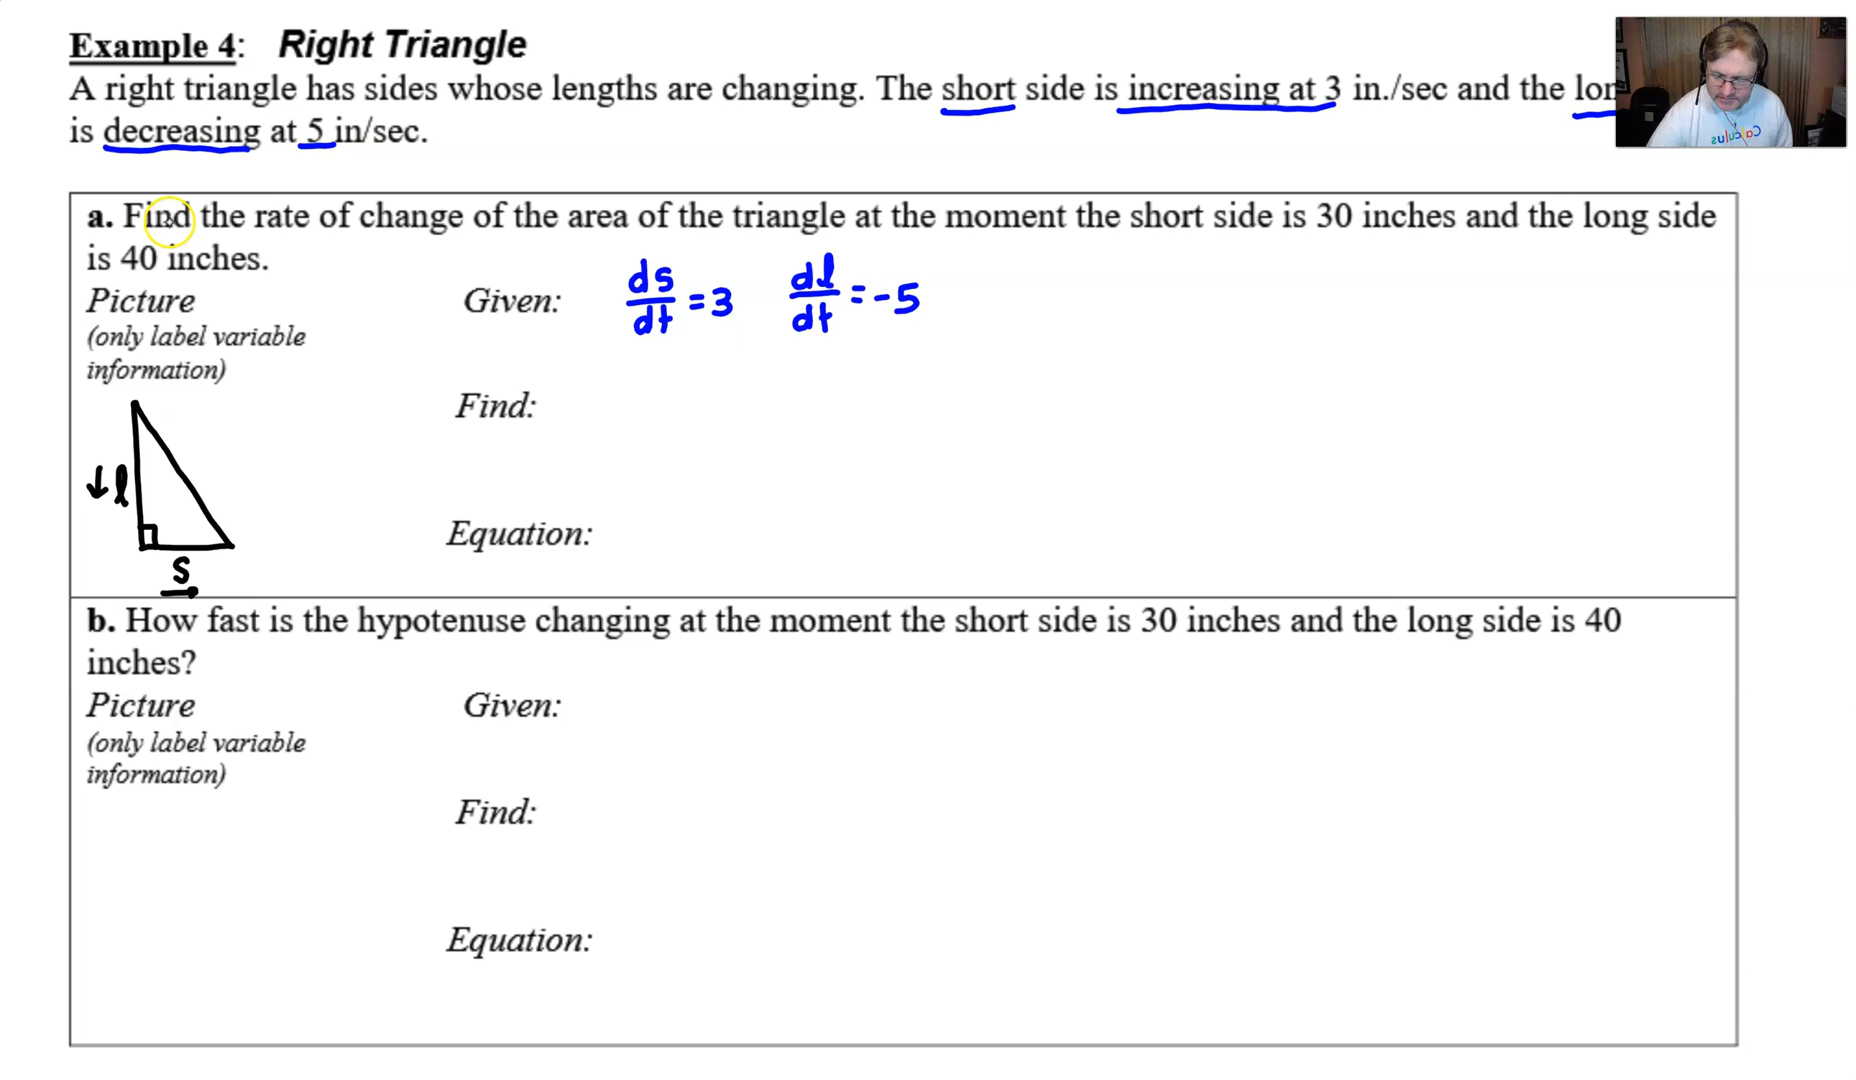 Example 4: Right Triangle
A right triangle has sides whose lengths are changing. The short side is increasing at 3 in./sec and the lon
is decreasing at 5 in/sec.
Calculus
a. Find the rate of change of the area of the triangle at the moment the short side is 30 inches and the long side
is 40 inches.
Picture
(only label variable
information)
Given: ds/dt = 3 dl/dt = -5
Find:
Equation:
↓ l
s
→
b. How fast is the hypotenuse changing at the moment the short side is 30 inches and the long side is 40
inches?
Picture
(only label variable
information)
Given:
Find:
Equation: